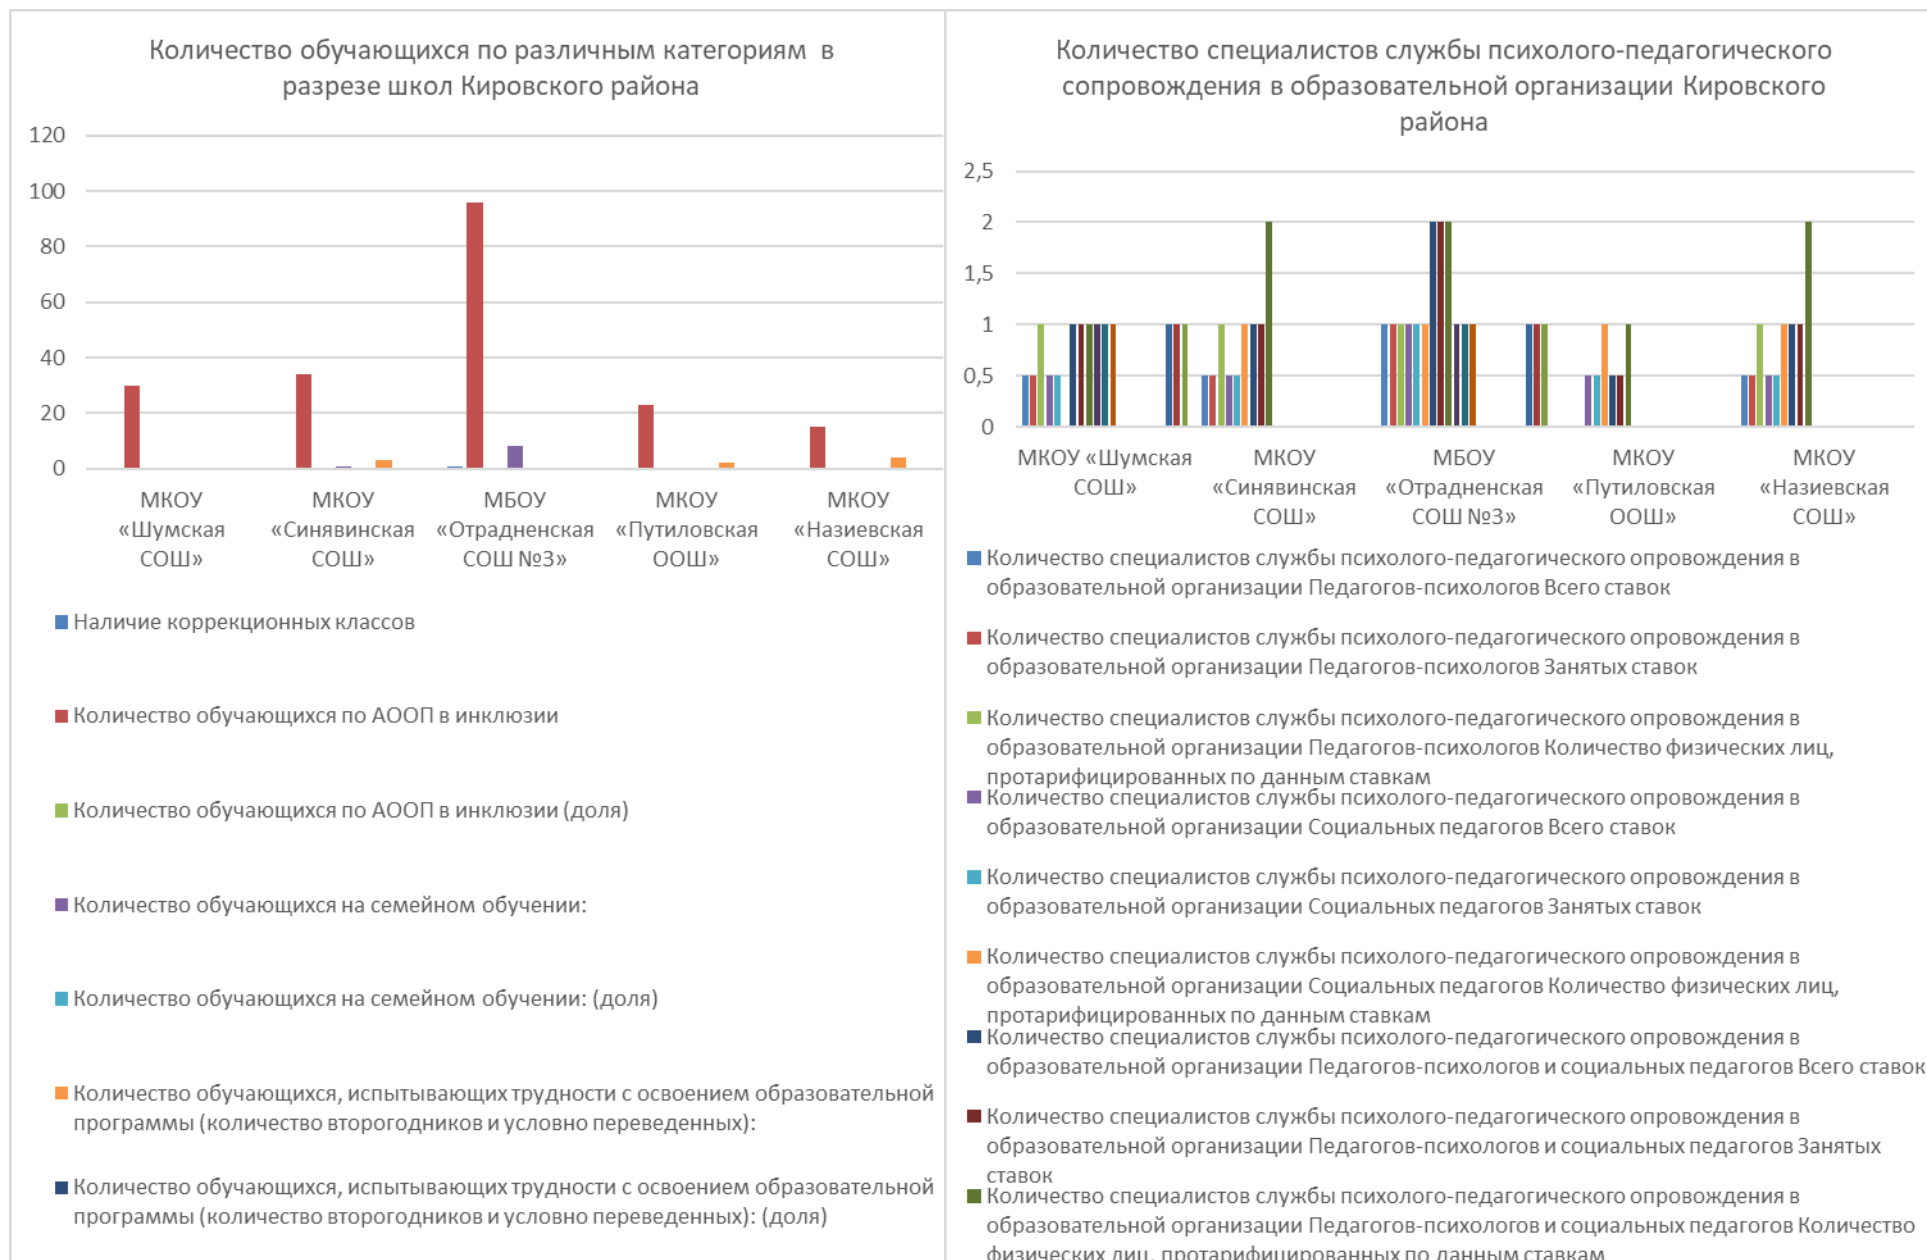 Количество обучающихся по различным категориям в
разрезе школ Кировского района
120
100
80
60
40
20
0
МКОУ
«Шумская
СОШ»
МКОУ
«Синявинская
СОШ»
МБОУ
«Отрадненская
СОШ №3»
МКОУ
«Путиловская
ООШ»
МКОУ
«Назиевская
СОШ»
Наличие коррекционных классов
Количество обучающихся по АООП в инклюзии
Количество обучающихся по АООП в инклюзии (доля)
Количество обучающихся на семейном обучении:
Количество обучающихся на семейном обучении: (доля)
Количество обучающихся, испытывающих трудности с освоением образовательной
программы (количество второгодников и условно переведенных):
Количество обучающихся, испытывающих трудности с освоением образовательной
программы (количество второгодников и условно переведенных): (доля)
Количество специалистов службы психолого-педагогического
сопровождения в образовательной организации Кировского
района
2,5
2
1,5
1
0,5
0
МКОУ «Шумская
СОШ»
МКОУ
«Синявинская
СОШ»
МБОУ
«Отрадненская
СОШ №3»
МКОУ
«Путиловская
ООШ»
МКОУ
«Назиевская
СОШ»
Количество специалистов службы психолого-педагогического опровождения в
образовательной организации Педагогов-психологов Всего ставок
Количество специалистов службы психолого-педагогического опровождения в
образовательной организации Педагогов-психологов Занятых ставок
Количество специалистов службы психолого-педагогического опровождения в
образовательной организации Педагогов-психологов Количество физических лиц,
протарифицированных по данным ставкам
Количество специалистов службы психолого-педагогического опровождения в
образовательной организации Социальных педагогов Всего ставок
Количество специалистов службы психолого-педагогического опровождения в
образовательной организации Социальных педагогов Занятых ставок
Количество специалистов службы психолого-педагогического опровождения в
образовательной организации Социальных педагогов Количество физических лиц,
протарифицированных по данным ставкам
Количество специалистов службы психолого-педагогического опровождения в
образовательной организации Педагогов-психологов и социальных педагогов Всего ставок
Количество специалистов службы психолого-педагогического опровождения в
образовательной организации Педагогов-психологов и социальных педагогов Занятых
ставок
Количество специалистов службы психолого-педагогического опровождения в
образовательной организации Педагогов-психологов и социальных педагогов Количество
физических лиц, протарифицированных по данным ставкам